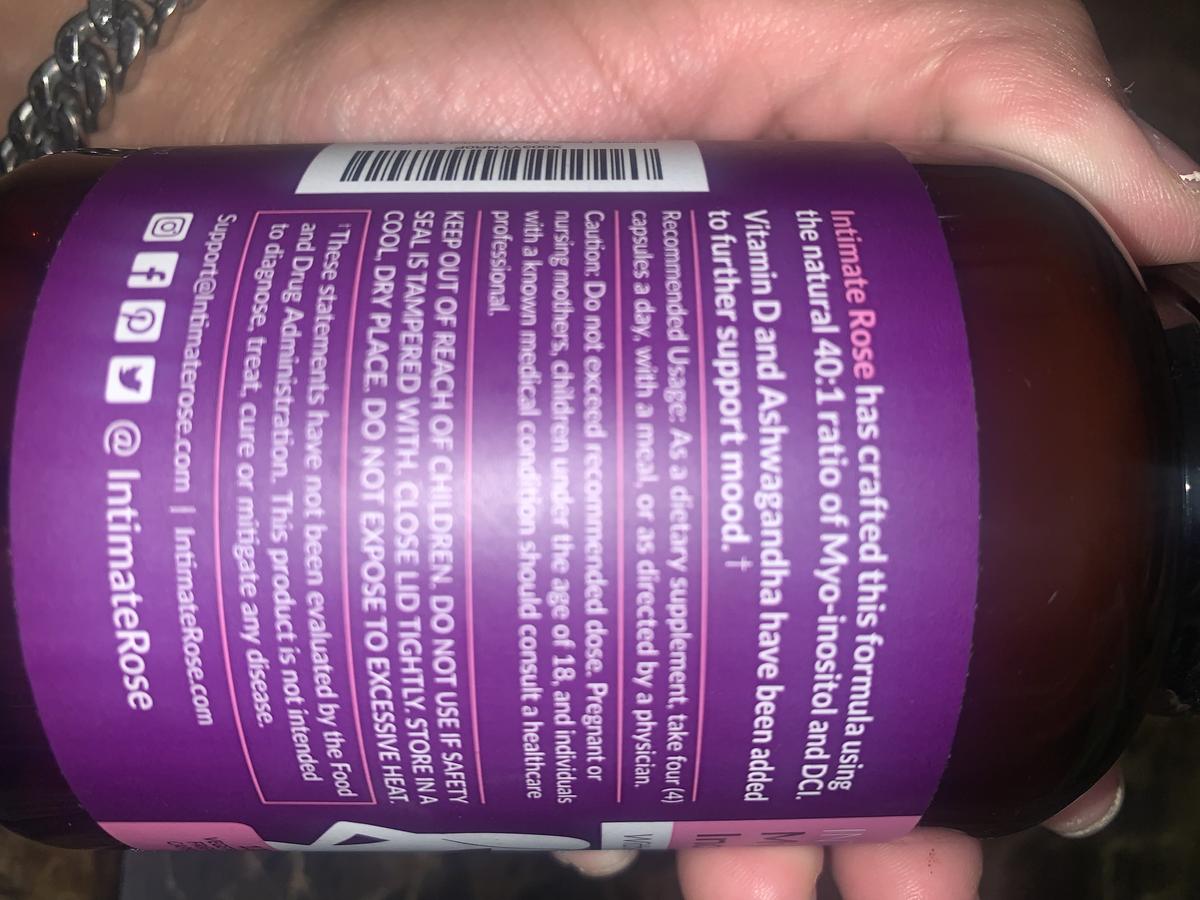 Intimate Rose has crafted this formula using
the natural 40:1 ratio of Myo-inositol and DCI.
Vitamin D and Ashwagandha have been added
to further support mood.†
Recommended Usage: As a dietary supplement, take four (4)
capsules a day, with a meal, or as directed by a physician.
Caution: Do not exceed recommended dose. Pregnant or
nursing mothers, children under the age of 18, and individuals
with a known medical condition should consult a healthcare
professional.
KEEP OUT OF REACH OF CHILDREN. DO NOT USE IF SAFETY
SEAL IS TAMPERED WITH. CLOSE LID TIGHTLY. STORE IN A
COOL, DRY PLACE. DO NOT EXPOSE TO EXCESSIVE HEAT.
†These statements have not been evaluated by the Food
and Drug Administration. This product is not intended
to diagnose, treat, cure or mitigate any disease.
Support@Intimaterose.com | IntimateRose.com
@ IntimateRose